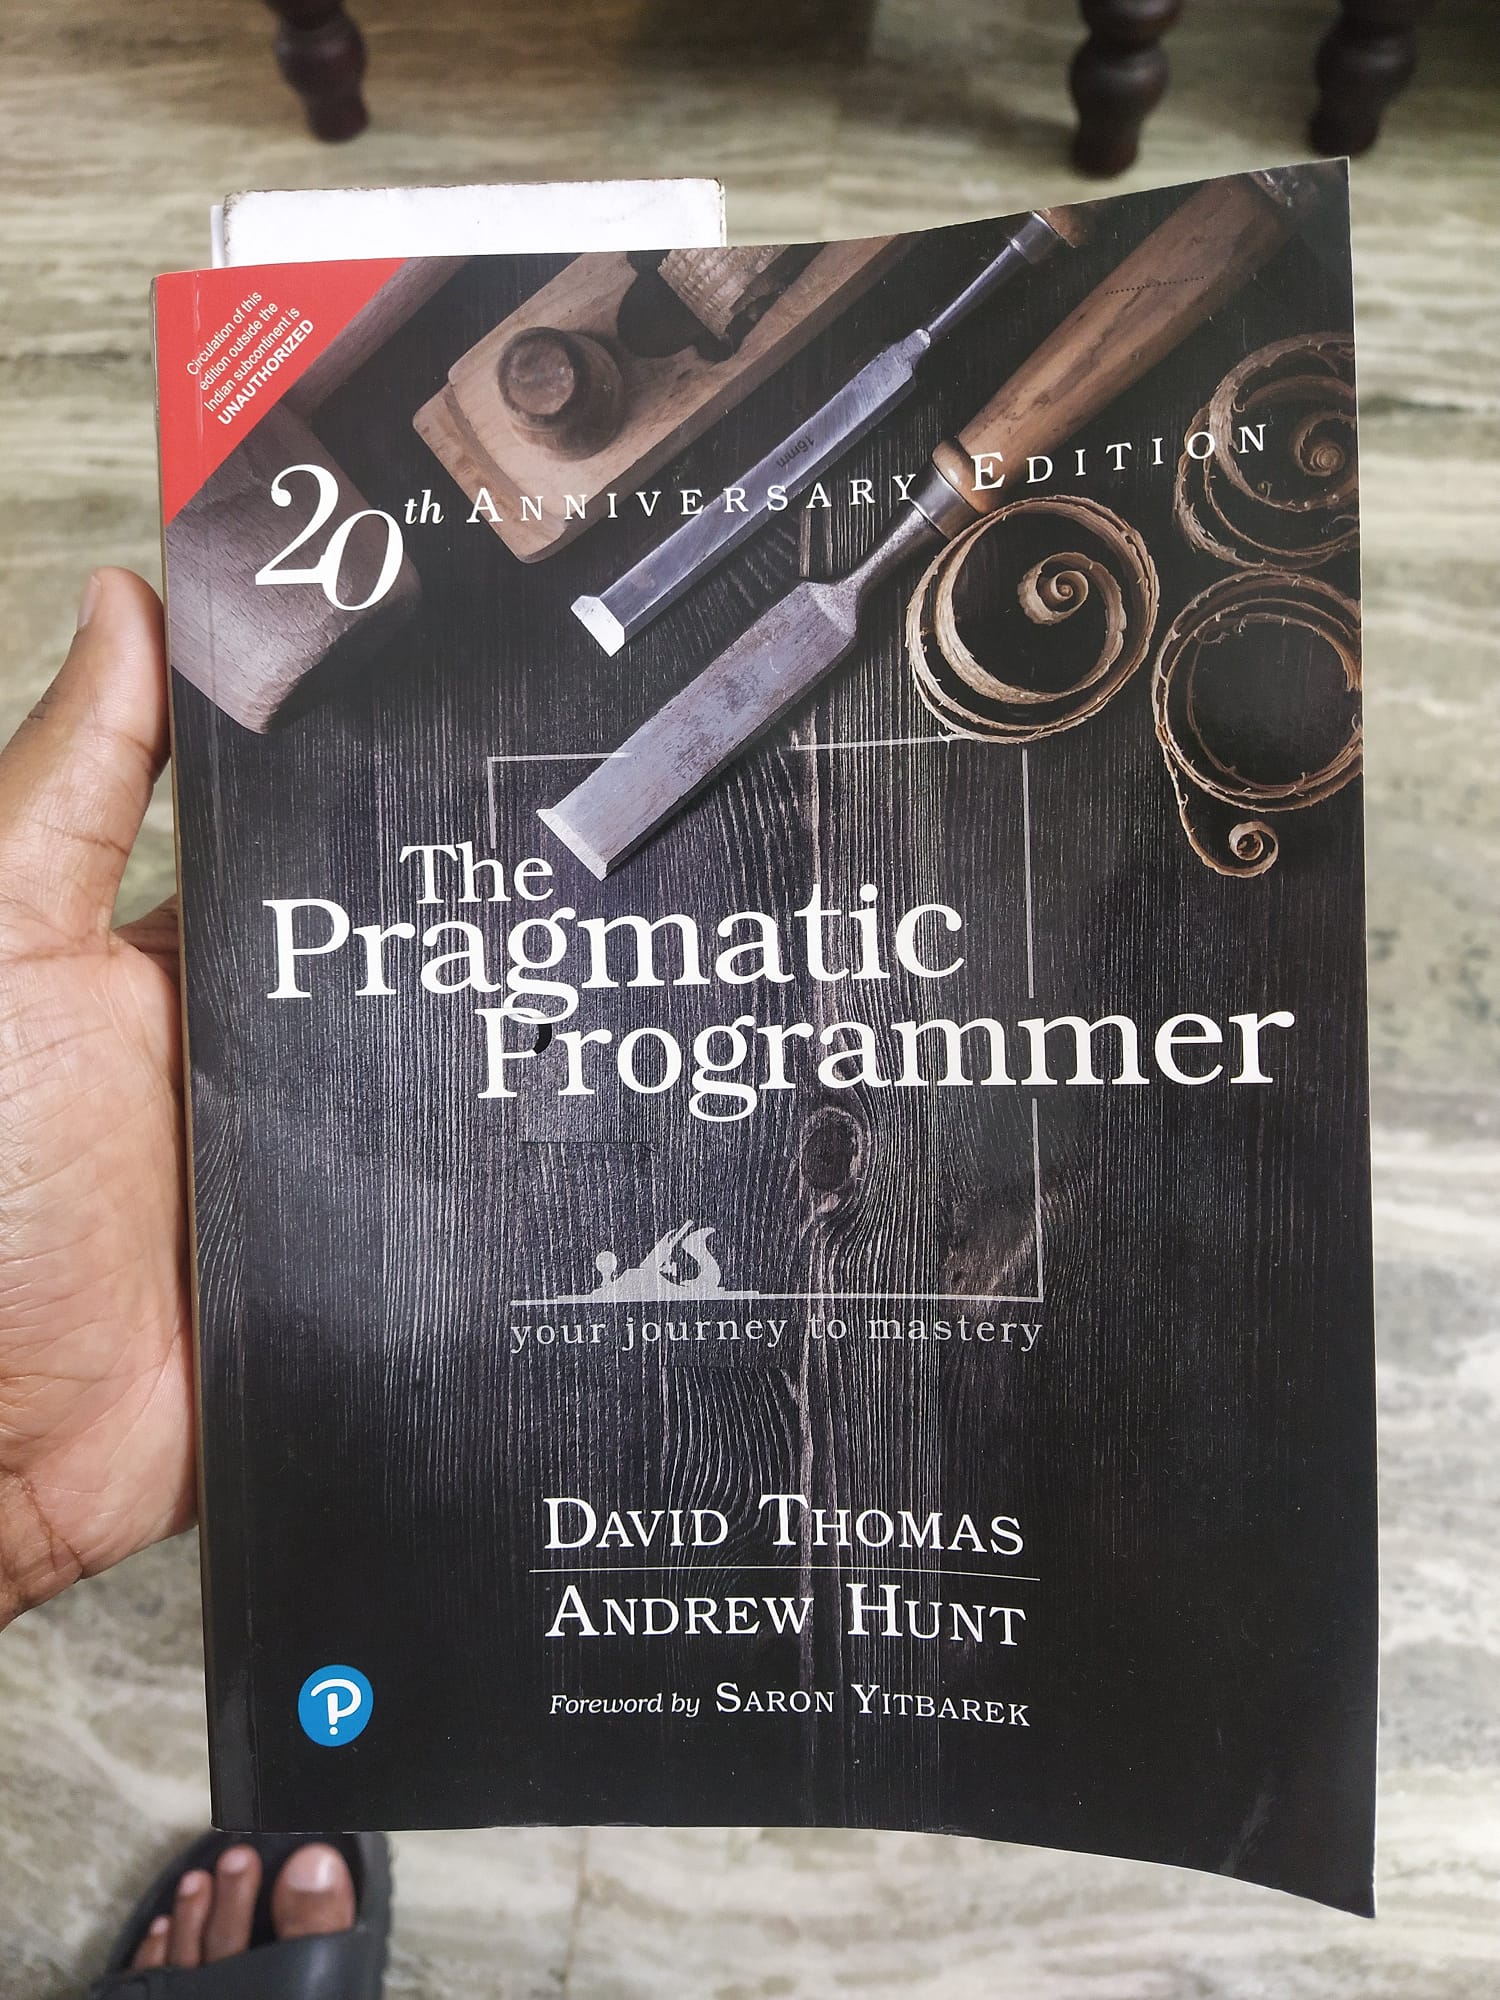 Circulation of this
edition outside the
Indian subcontinent is
UNAUTHORIZED
20th ANNIVERSARY EDITION
16mm
The
Pragmatic
Programmer
your journey to mastery
DAVID THOMAS
ANDREW HUNT
Foreword by SARON YITBAREK
P